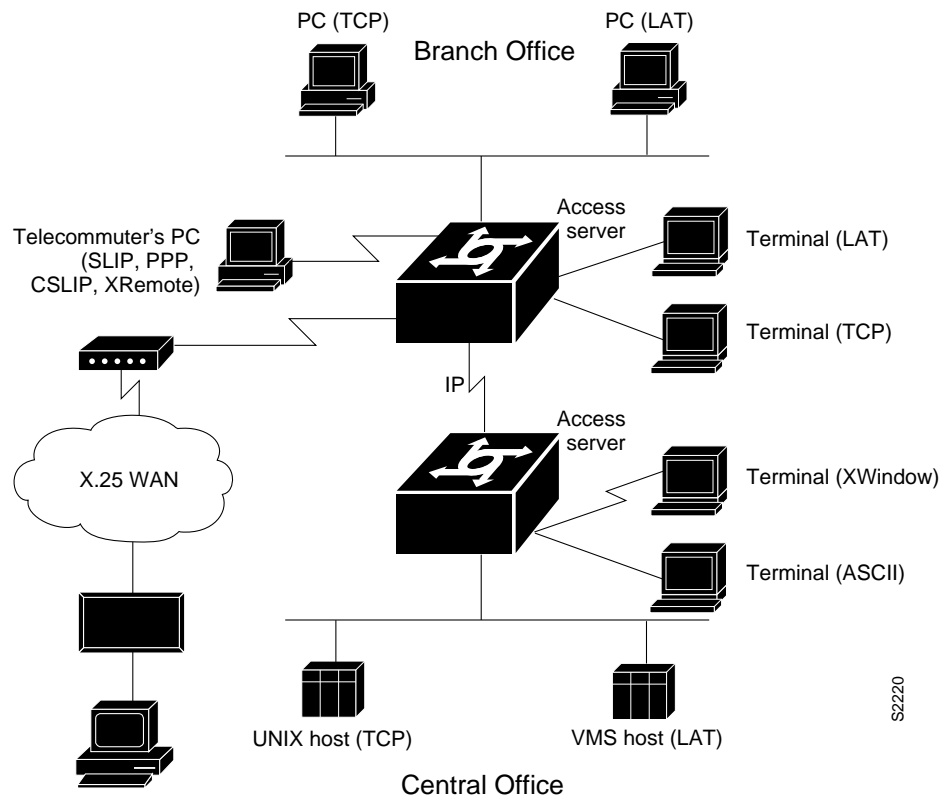 PC (TCP)
PC (LAT)
Branch Office
Access
server
Telecommuter's PC
(SLIP, PPP,
CSLIP, XRemote)
Terminal (LAT)
Terminal (TCP)
IP
Access
server
X.25 WAN
Terminal (XWindow)
Terminal (ASCII)
UNIX host (TCP)
VMS host (LAT)
S2220
Central Office